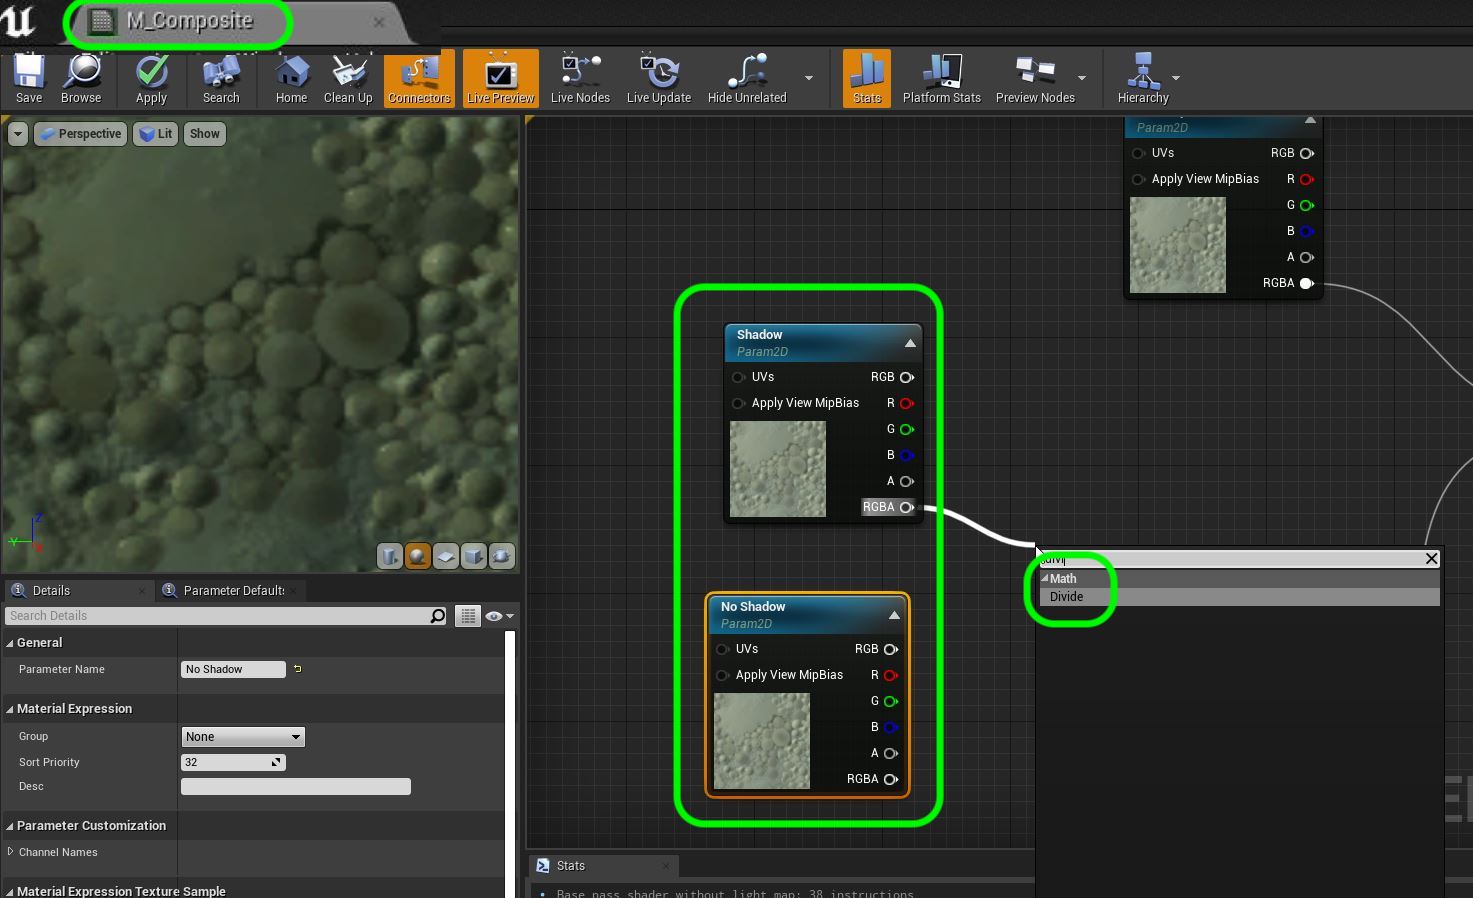 M_Composite
Save
Browse
Apply
Search
Home
Clean Up
Connectors
Live Preview
Live Nodes
Live Update
Hide Unrelated
Stats
Platform Stats
Preview Nodes
Hierarchy
Perspective
Lit
Show
Param2D
UVs
RGB
Apply View MipBias
R
G
B
A
RGBA
Shadow
Param2D
UVs
RGB
Apply View MipBias
R
G
B
A
RGBA
Math
Divide
No Shadow
Param2D
UVs
RGB
Apply View MipBias
R
G
B
A
RGBA
Z
Y
Details
Parameter Defaults
Search Details
General
Parameter Name
No Shadow
Material Expression
Group
None
Sort Priority
32
Desc
Parameter Customization
Channel Names
Material Expression Texture Sample
Stats
Base pass shader without light map: 38 instructions